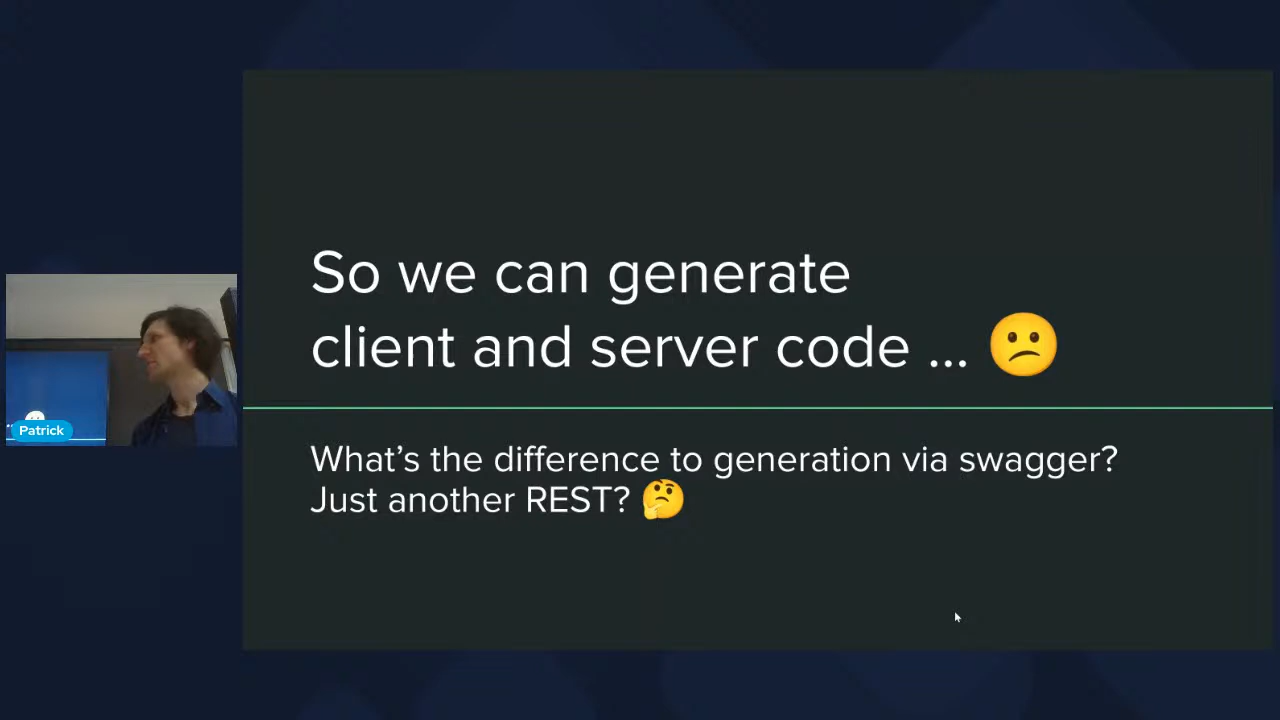 So we can generate
client and server code ... 😕
What's the difference to generation via swagger?
Just another REST? 🤔
Patrick